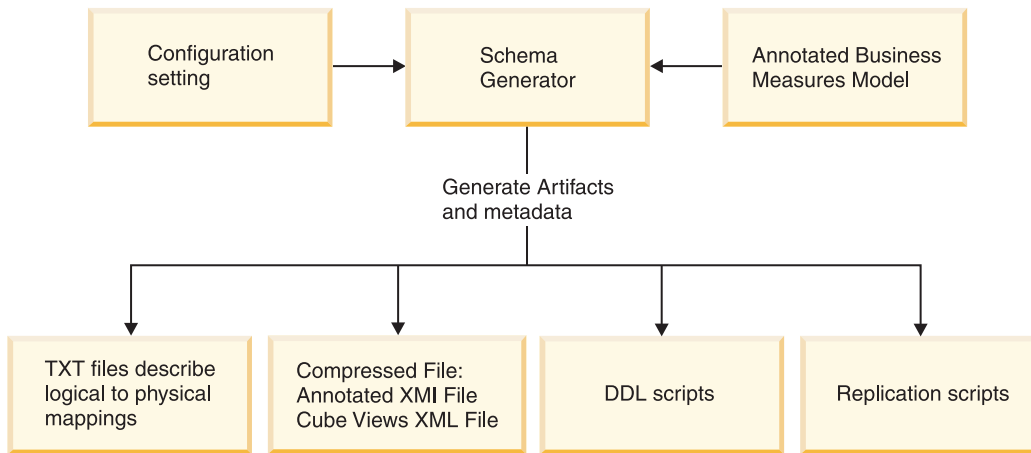 Configuration
setting
Schema
Generator
Annotated Business
Measures Model
Generate Artifacts
and metadata
TXT files describe
logical to physical
mappings
Compressed File:
Annotated XMI File
Cube Views XML File
DDL scripts
Replication scripts